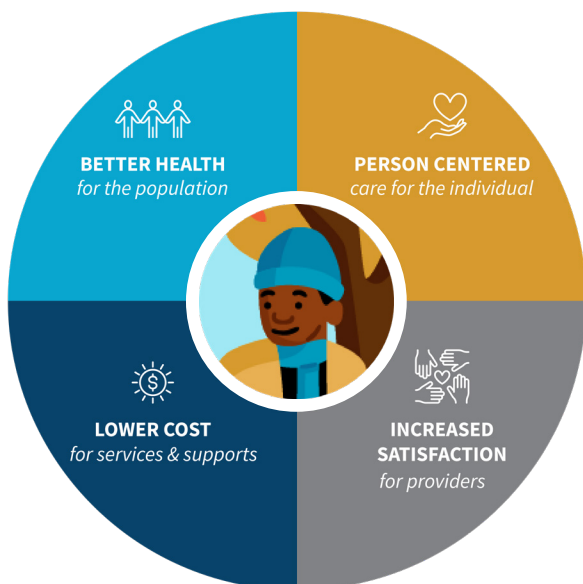 BETTER HEALTH
for the population
PERSON CENTERED
care for the individual
$
LOWER COST
for services & supports
INCREASED
SATISFACTION
for providers